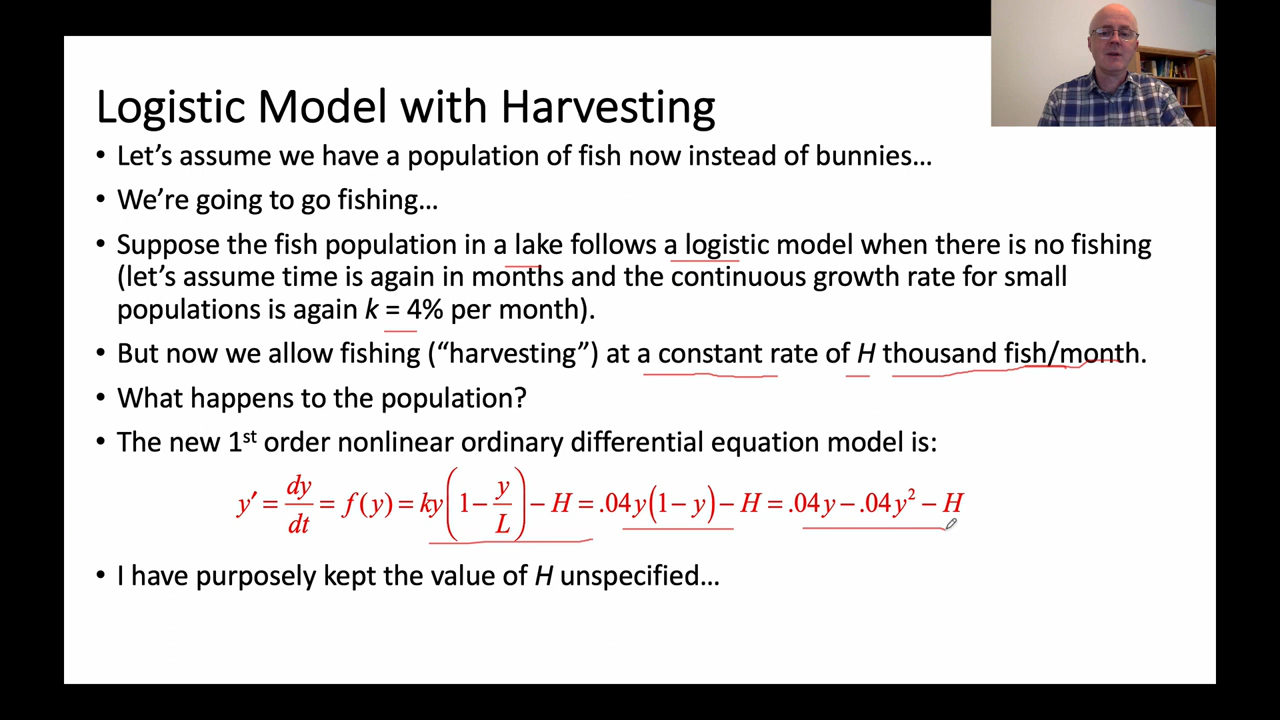 Logistic Model with Harvesting
• Let's assume we have a population of fish now instead of bunnies…
• We're going to go fishing…
• Suppose the fish population in a lake follows a logistic model when there is no fishing
(let's assume time is again in months and the continuous growth rate for small
populations is again k = 4% per month).
• But now we allow fishing (“harvesting”) at a constant rate of H thousand fish/month.
• What happens to the population?
• The new 1st order nonlinear ordinary differential equation model is:
y′ = dy/dt = f(y) = ky(1 − y/L) − H = .04y(1 − y) − H = .04y − .04y² − H
• I have purposely kept the value of H unspecified…